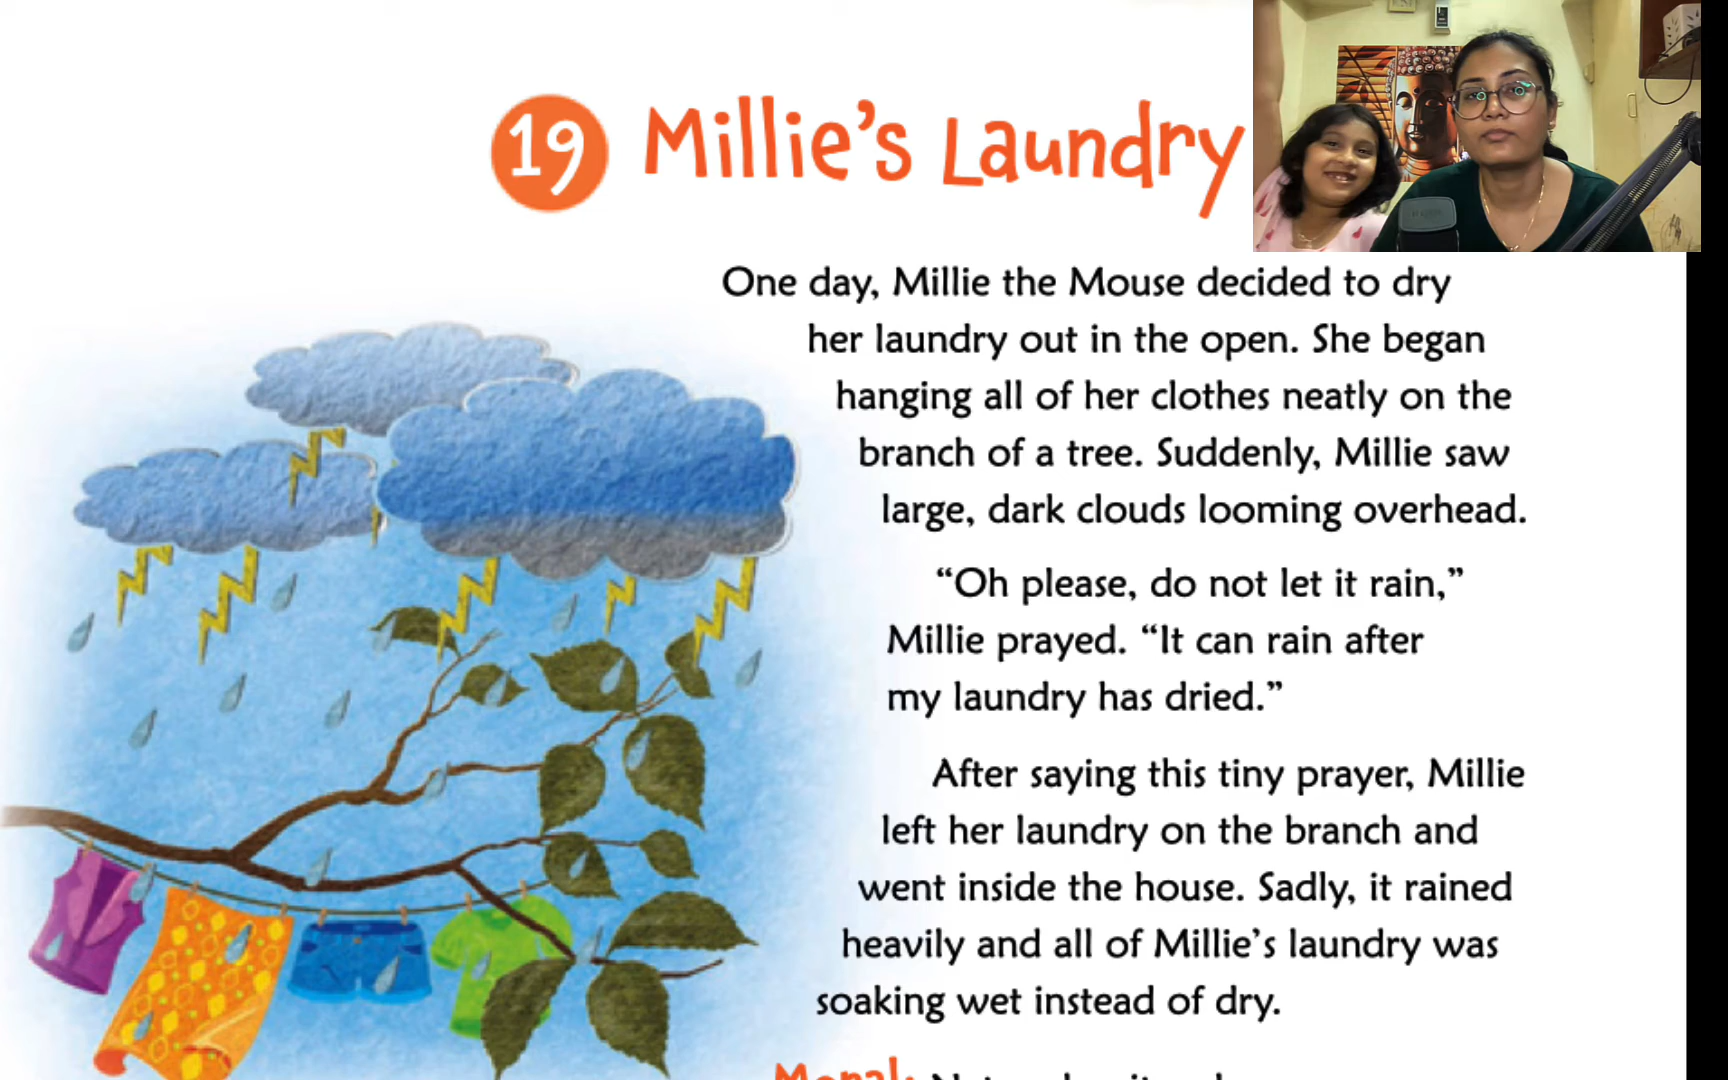 19 Millie's Laundry
One day, Millie the Mouse decided to dry
her laundry out in the open. She began
hanging all of her clothes neatly on the
branch of a tree. Suddenly, Millie saw
large, dark clouds looming overhead.
“Oh please, do not let it rain,”
Millie prayed. “It can rain after
my laundry has dried.”
After saying this tiny prayer, Millie
left her laundry on the branch and
went inside the house. Sadly, it rained
heavily and all of Millie’s laundry was
soaking wet instead of dry.
Moral: